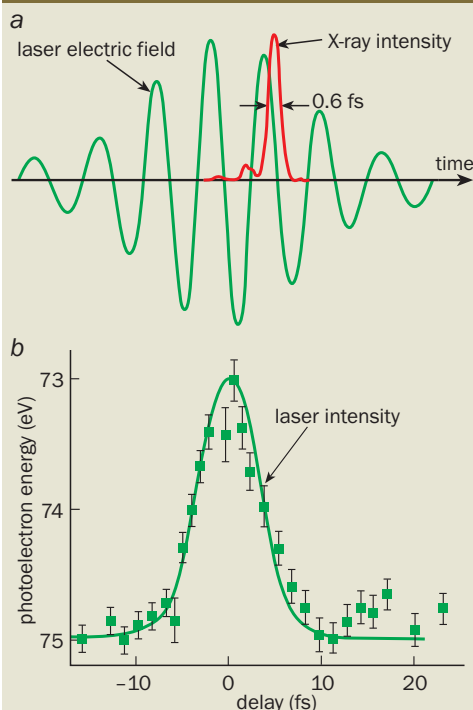 a
laser electric field
X-ray intensity
0.6 fs
time
b
73
laser intensity
photoelectron energy (eV)
74
75
–10 0 10 20
delay (fs)